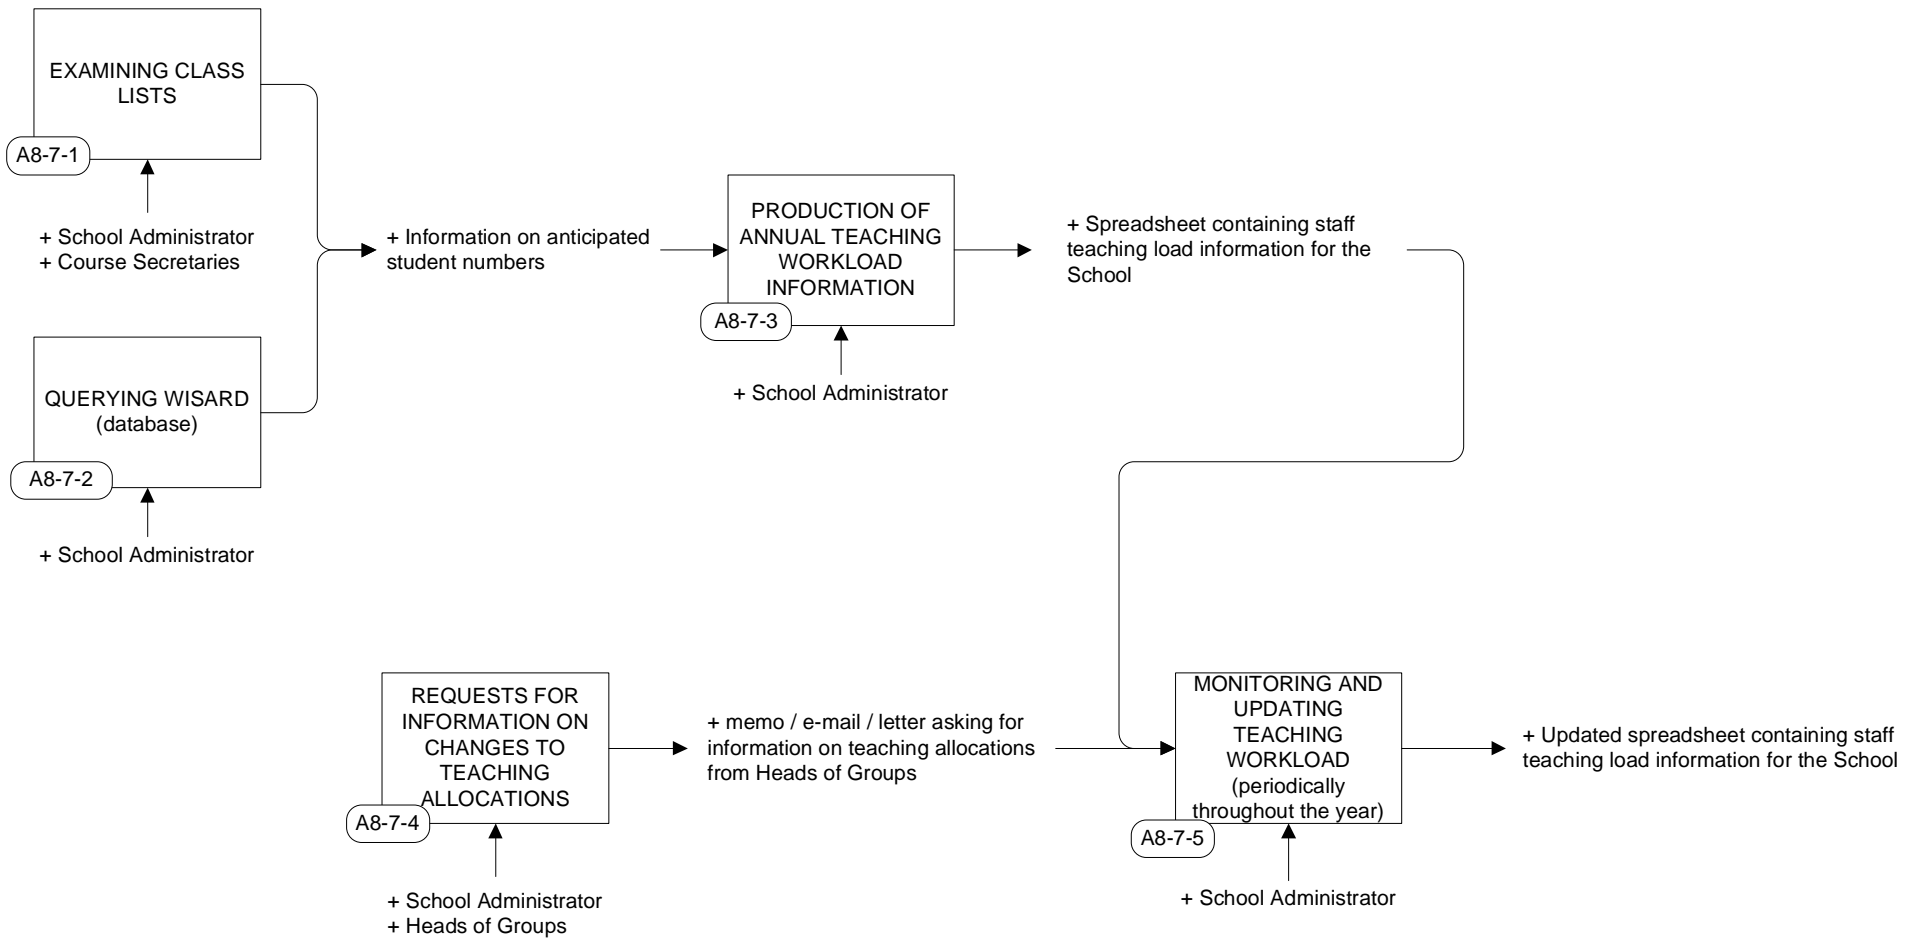 EXAMINING CLASS
LISTS
A8-7-1
+ School Administrator
+ Course Secretaries
QUERYING WISARD
(database)
A8-7-2
+ School Administrator
+ Information on anticipated
student numbers
PRODUCTION OF
ANNUAL TEACHING
WORKLOAD
INFORMATION
A8-7-3
+ School Administrator
+ Spreadsheet containing staff
teaching load information for the
School
REQUESTS FOR
INFORMATION ON
CHANGES TO
TEACHING
ALLOCATIONS
A8-7-4
+ School Administrator
+ Heads of Groups
+ memo / e-mail / letter asking for
information on teaching allocations
from Heads of Groups
MONITORING AND
UPDATING
TEACHING
WORKLOAD
(periodically
throughout the year)
A8-7-5
+ School Administrator
+ Updated spreadsheet containing staff
teaching load information for the School